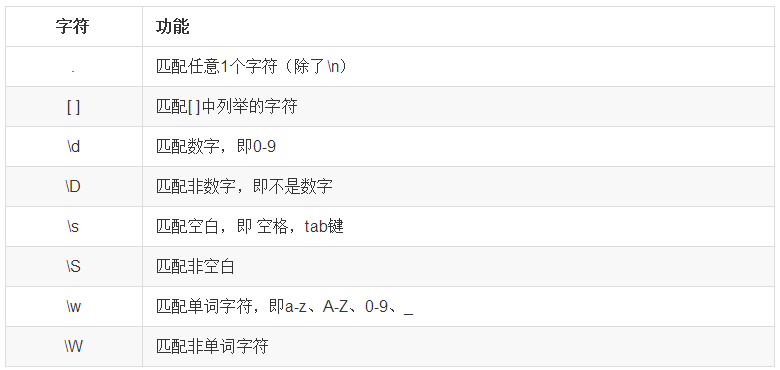 字符 功能
. 匹配任意1个字符（除了\n）
[ ] 匹配[ ]中列举的字符
\d 匹配数字，即0-9
\D 匹配非数字，即不是数字
\s 匹配空白，即 空格，tab键
\S 匹配非空白
\w 匹配单词字符，即a-z、A-Z、0-9、_
\W 匹配非单词字符